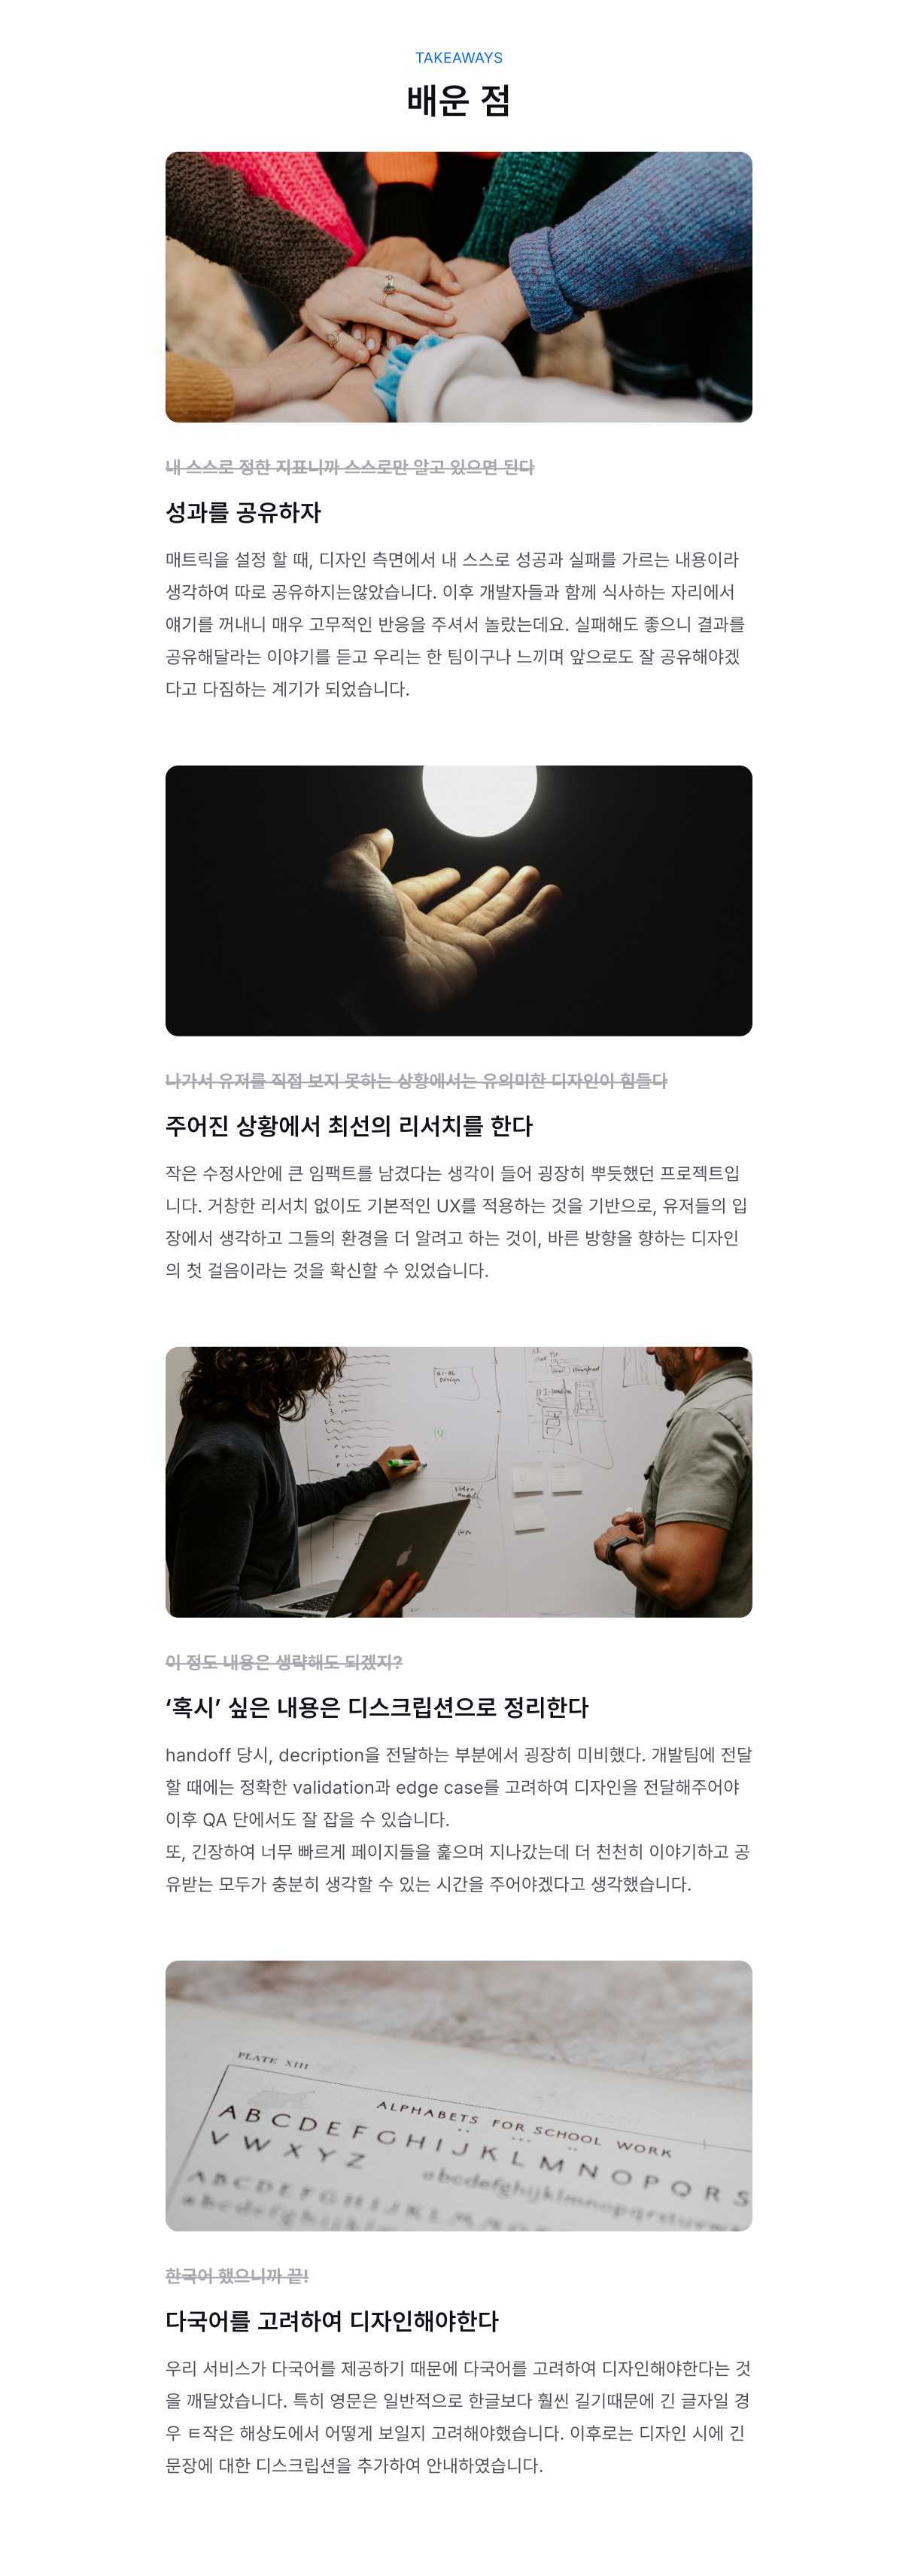 TAKEAWAYS
배운 점
내 스스로 정한 지표니까 스스로만 알고 있으면 된다
성과를 공유하자
매트릭을 설정 할 때, 디자인 측면에서 내 스스로 성공과 실패를 가르는 내용이라
생각하여 따로 공유하지는않았습니다. 이후 개발자들과 함께 식사하는 자리에서
얘기를 꺼내니 매우 고무적인 반응을 주셔서 놀랐는데요. 실패해도 좋으니 결과를
공유해달라는 이야기를 듣고 우리는 한 팀이구나 느끼며 앞으로도 잘 공유해야겠
다고 다짐하는 계기가 되었습니다.
나가서 유저를 직접 보지 못하는 상황에서는 유의미한 디자인이 힘들다
주어진 상황에서 최선의 리서치를 한다
작은 수정사안에 큰 임팩트를 남겼다는 생각이 들어 굉장히 뿌듯했던 프로젝트입
니다. 거창한 리서치 없이도 기본적인 UX를 적용하는 것을 기반으로, 유저들의 입
장에서 생각하고 그들의 환경을 더 알려고 하는 것이, 바른 방향을 향하는 디자인
의 첫 걸음이라는 것을 확신할 수 있었습니다.
Design
video
이 정도 내용은 생략해도 되겠지?
‘혹시’ 싶은 내용은 디스크립션으로 정리한다
handoff 당시, decription을 전달하는 부분에서 굉장히 미비했다. 개발팀에 전달
할 때에는 정확한 validation과 edge case를 고려하여 디자인을 전달해주어야
이후 QA 단에서도 잘 잡을 수 있습니다.
또, 긴장하여 너무 빠르게 페이지들을 훑으며 지나갔는데 더 천천히 이야기하고 공
유받는 모두가 충분히 생각할 수 있는 시간을 주어야겠다고 생각했습니다.
PLATE XIII
ALPHABETS FOR SCHOOL WORK
A B C D E F G H I J K L M N O P Q R S
V W X Y Z
abcdefghijklmnopqrstuvw
한국어 했으니까 끝!
다국어를 고려하여 디자인해야한다
우리 서비스가 다국어를 제공하기 때문에 다국어를 고려하여 디자인해야한다는 것
을 깨달았습니다. 특히 영문은 일반적으로 한글보다 훨씬 길기때문에 긴 글자일 경
우 ㅌ작은 해상도에서 어떻게 보일지 고려해야했습니다. 이후로는 디자인 시에 긴
문장에 대한 디스크립션을 추가하여 안내하였습니다.